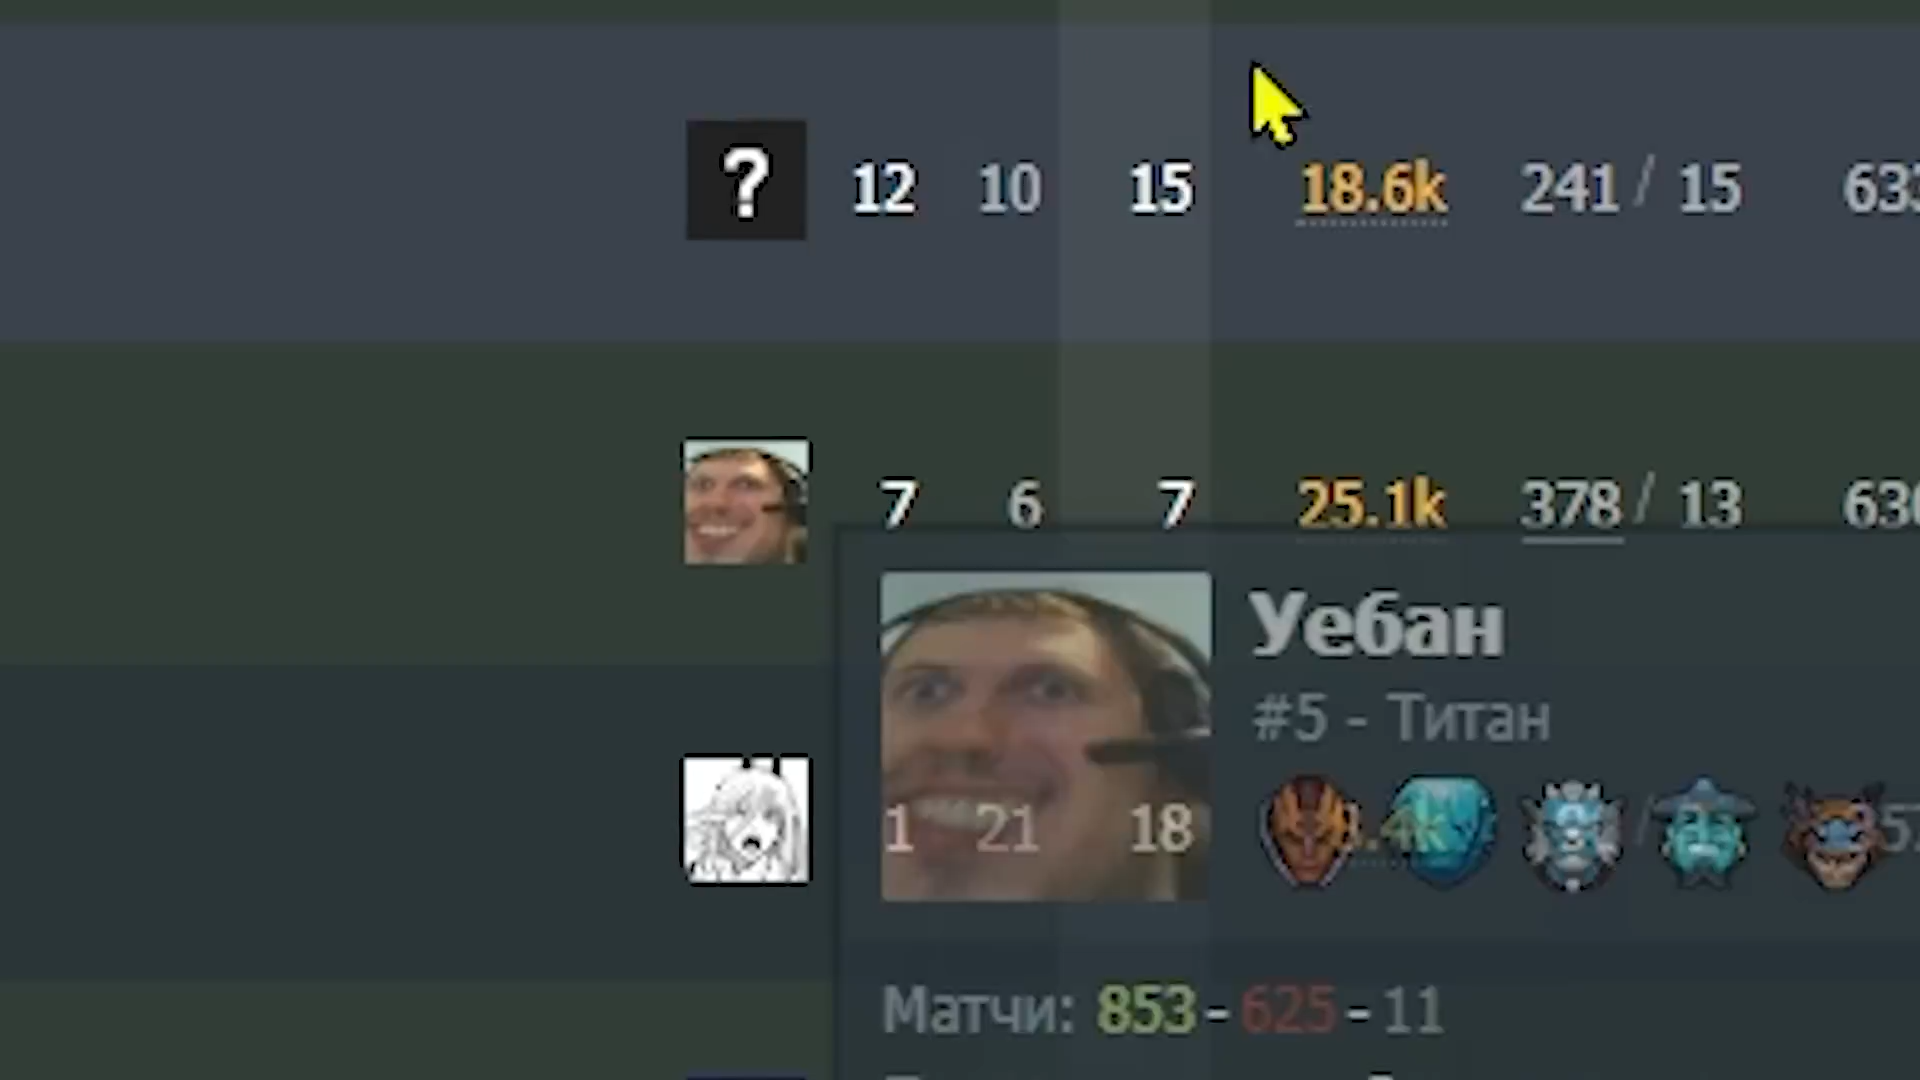 ? 12 10 15 18.6k 241 / 15
7 6 7 25.1k 378 / 13
Уебан
#5 - Титан
1 21 18
Матчи: 853 - 625 - 11